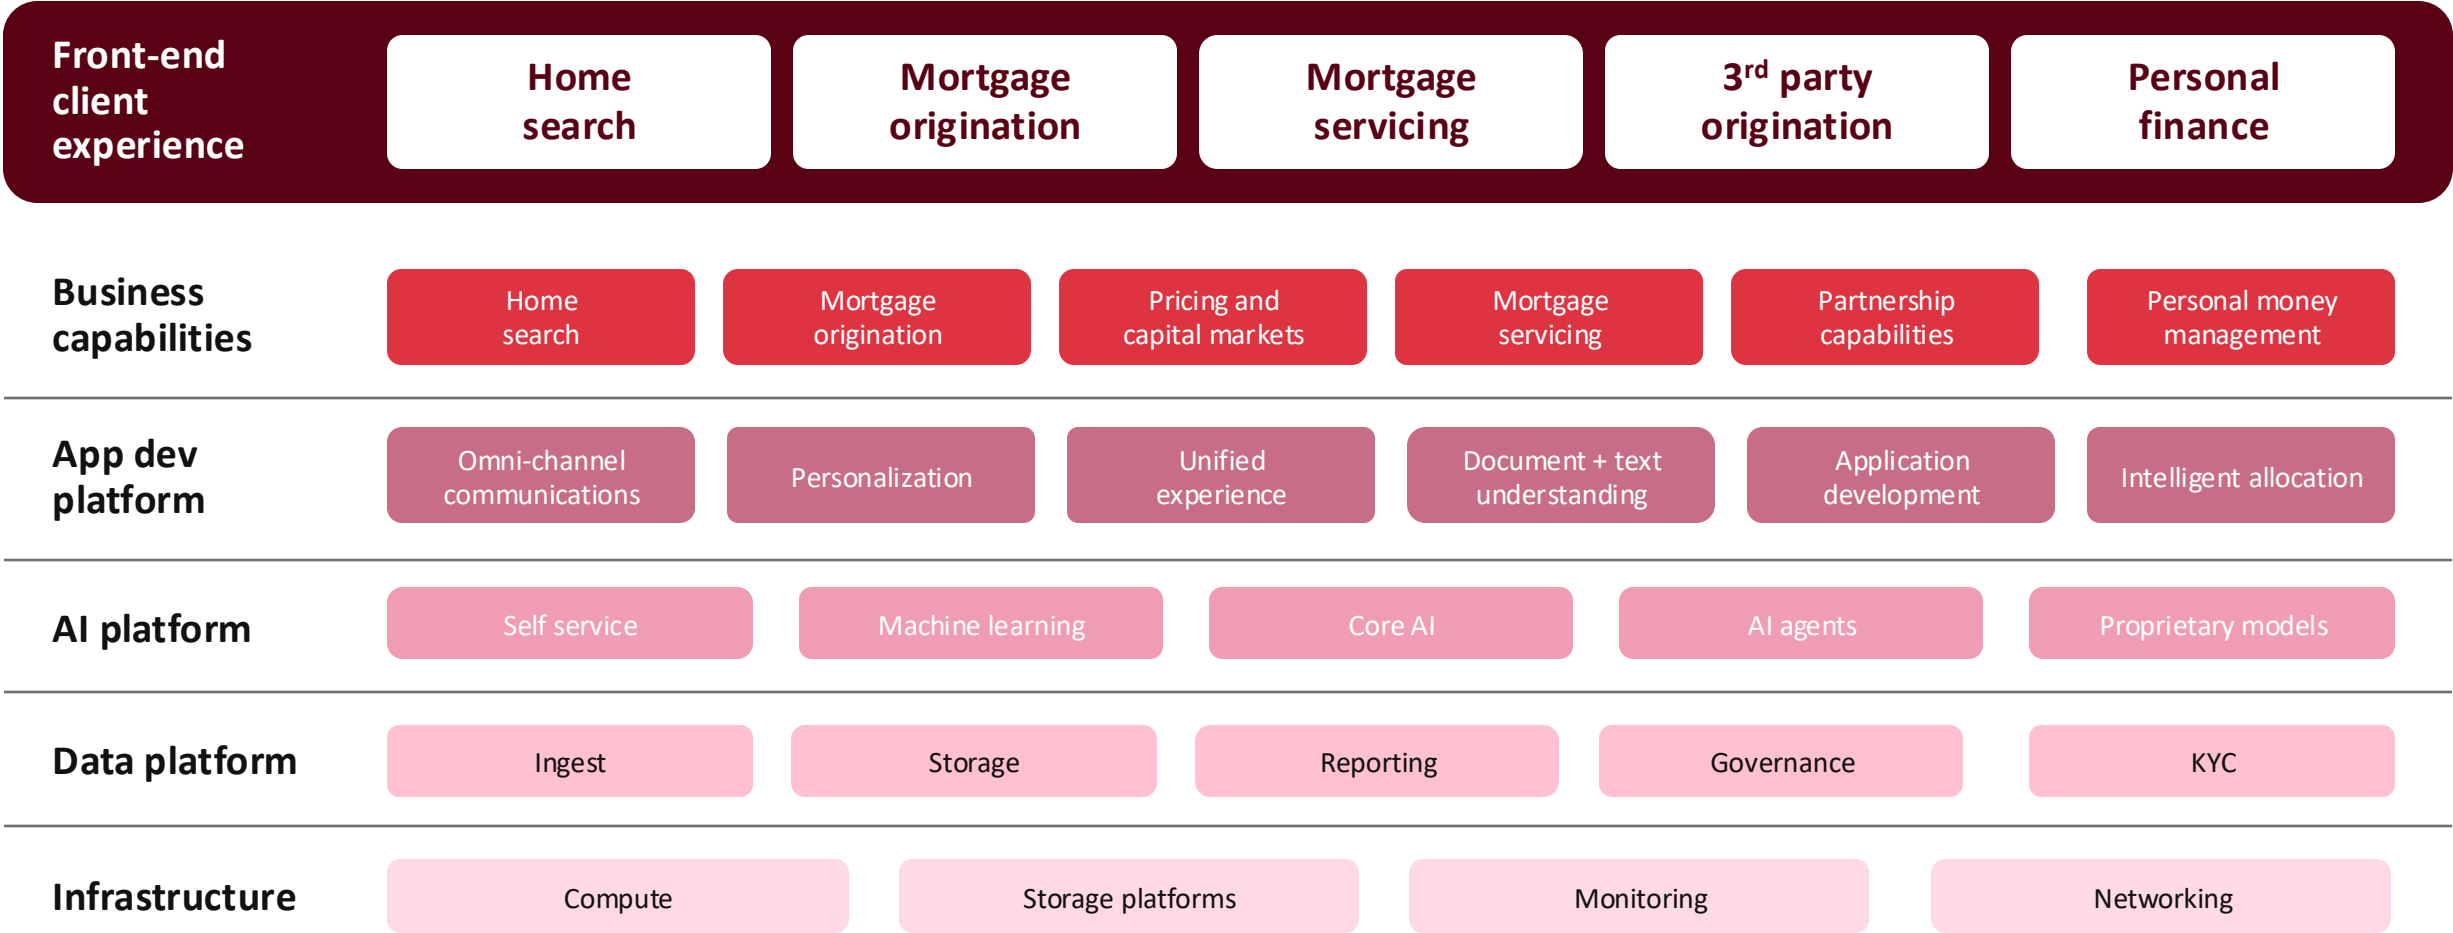 Front-end
client
experience
Home
search
Mortgage
origination
Mortgage
servicing
3rd party
origination
Personal
finance
Business
capabilities
Home
search
Mortgage
origination
Pricing and
capital markets
Mortgage
servicing
Partnership
capabilities
Personal money
management
App dev
platform
Omni-channel
communications
Personalization
Unified
experience
Document + text
understanding
Application
development
Intelligent allocation
AI platform
Self service
Machine learning
Core AI
AI agents
Proprietary models
Data platform
Ingest
Storage
Reporting
Governance
KYC
Infrastructure
Compute
Storage platforms
Monitoring
Networking